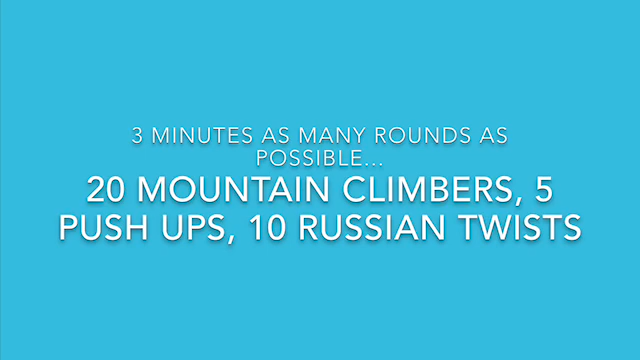 3 MINUTES AS MANY ROUNDS AS
POSSIBLE...
20 MOUNTAIN CLIMBERS, 5
PUSH UPS, 10 RUSSIAN TWISTS